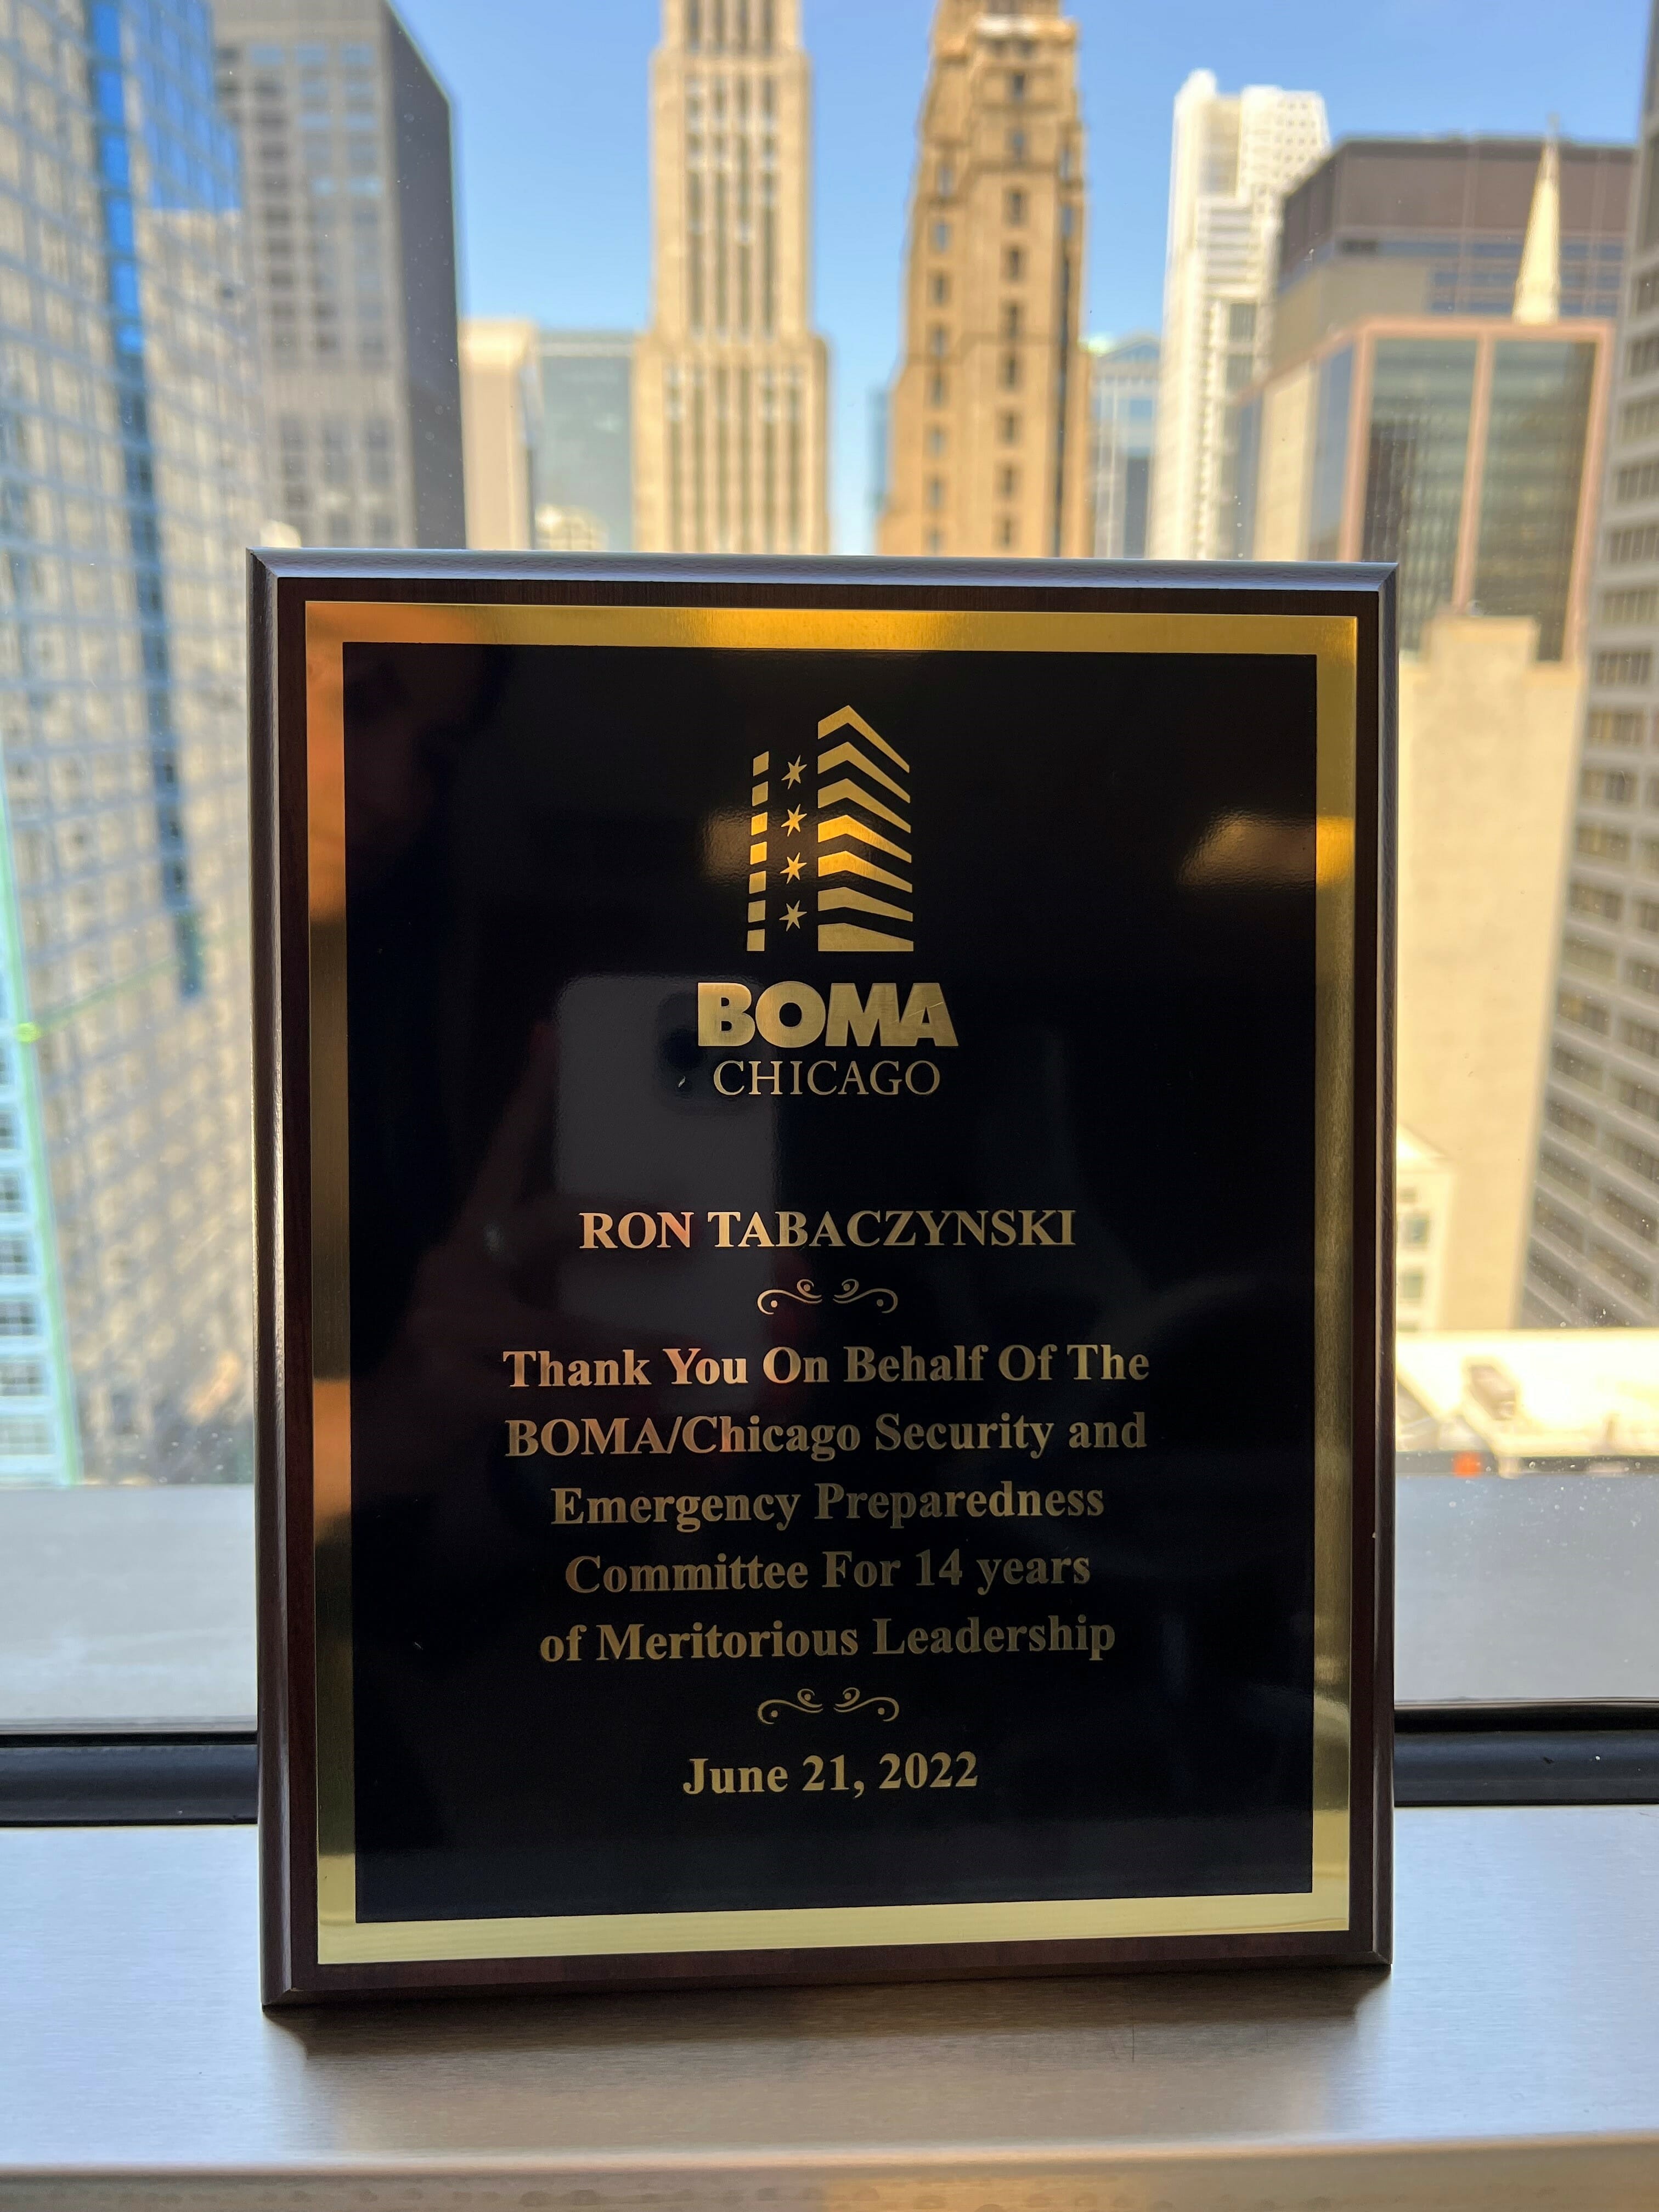 BOMA
CHICAGO
RON TABACZYNSKI
Thank You On Behalf Of The
BOMA/Chicago Security and
Emergency Preparedness
Committee For 14 years
of Meritorious Leadership
June 21, 2022